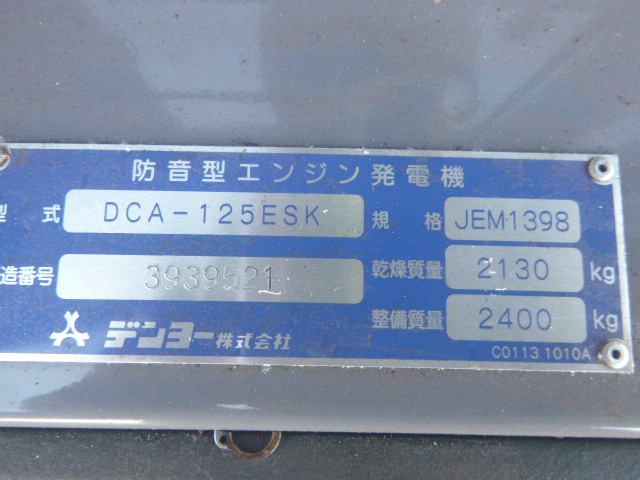 防音型エンジン発電機
型式 DCA-125ESK 規格 JEM1398
造番号 3939521 乾燥質量 2130 kg
デンヨー株式会社 整備質量 2400 kg
C0113 1010A